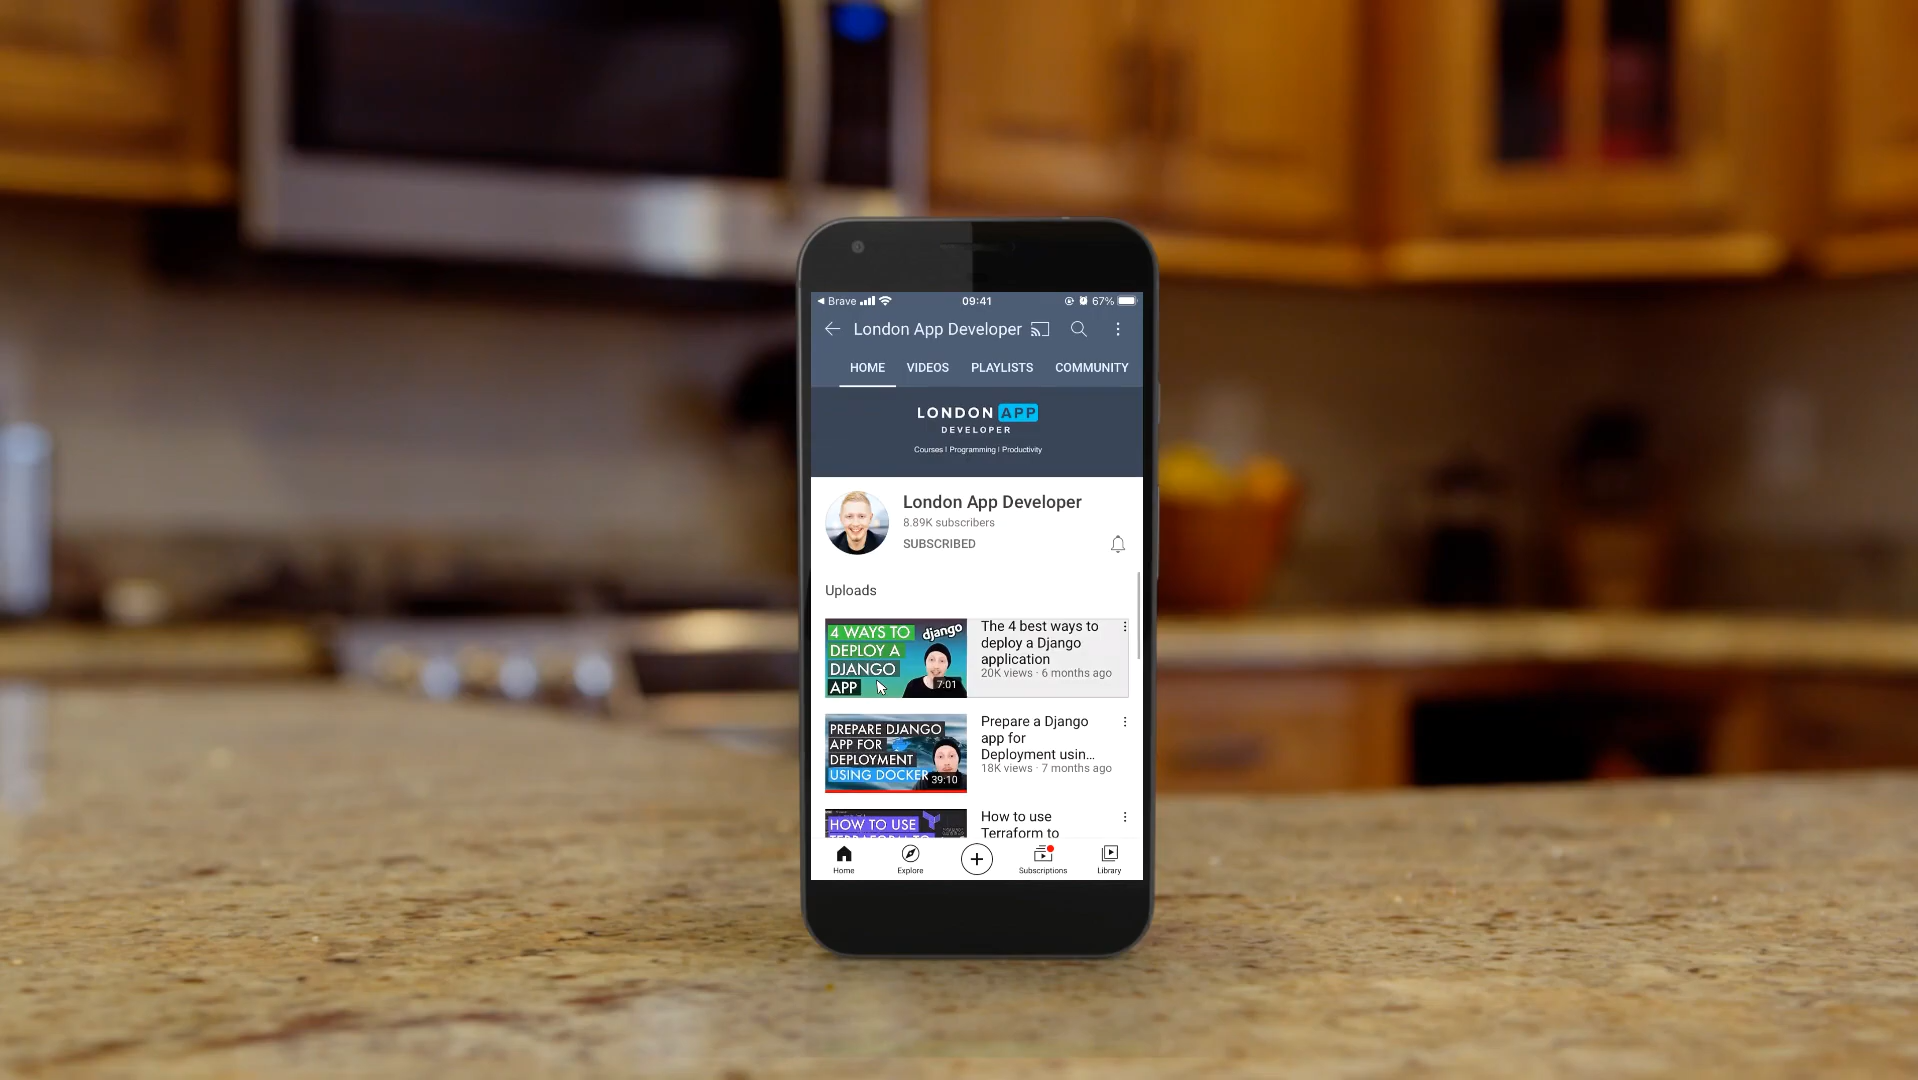 Brave
09:41
67%
London App Developer
HOME VIDEOS PLAYLISTS COMMUNITY
LONDON APP
DEVELOPER
Courses | Programming | Productivity
London App Developer
8.89K subscribers
SUBSCRIBED
Uploads
4 WAYS TO
DEPLOY A
DJANGO
APP
django
7:01
The 4 best ways to
deploy a Django
application
20K views · 6 months ago
PREPARE DJANGO
APP FOR
DEPLOYMENT
USING DOCKER
39:10
Prepare a Django
app for
Deployment usin...
18K views · 7 months ago
HOW TO USE
TERRAFORM TO
How to use
Terraform to
Home Explore Subscriptions Library